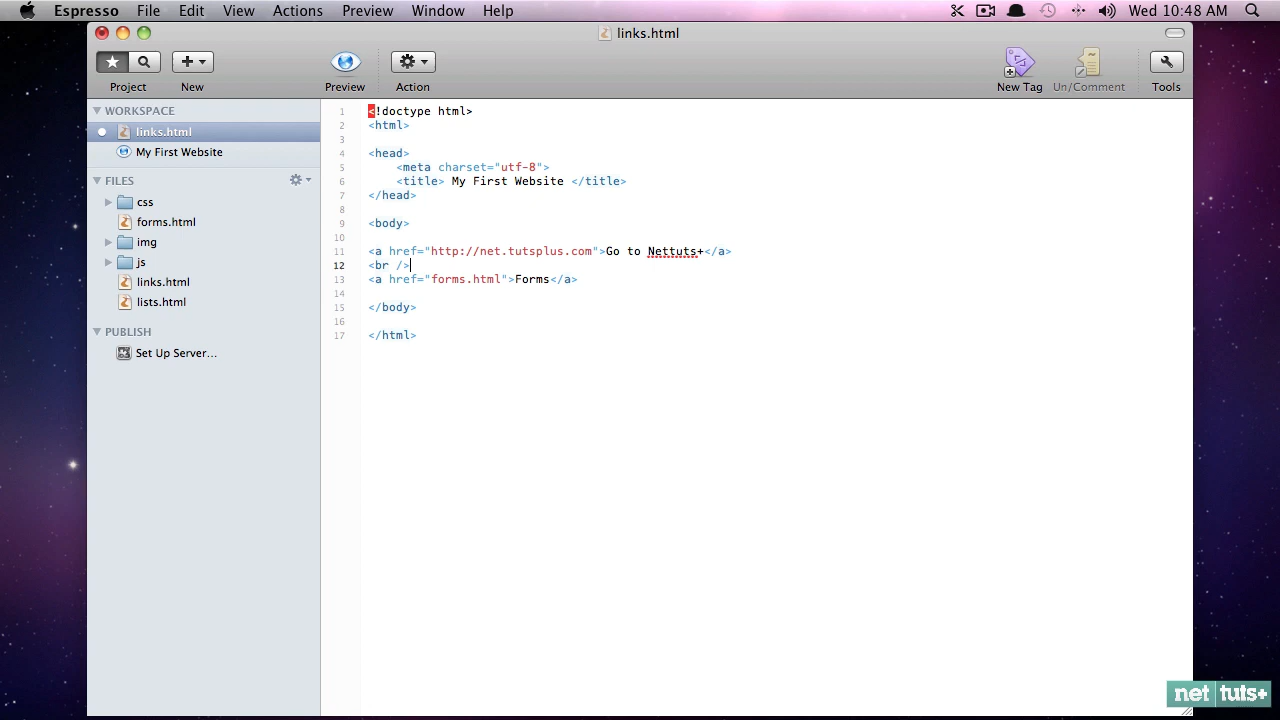 Espresso File Edit View Actions Preview Window Help Wed 10:48 AM
links.html
Project New Preview Action New Tag Un/Comment Tools
WORKSPACE
links.html
My First Website
FILES
css
forms.html
img
js
links.html
lists.html
PUBLISH
Set Up Server...
1 <!doctype html>
2 <html>
3
4 <head>
5 <meta charset="utf-8">
6 <title> My First Website </title>
7 </head>
8
9 <body>
10
11 <a href="http://net.tutsplus.com">Go to Nettuts+</a>
12 <br />
13 <a href="forms.html">Forms</a>
14
15 </body>
16
17 </html>
net tuts+